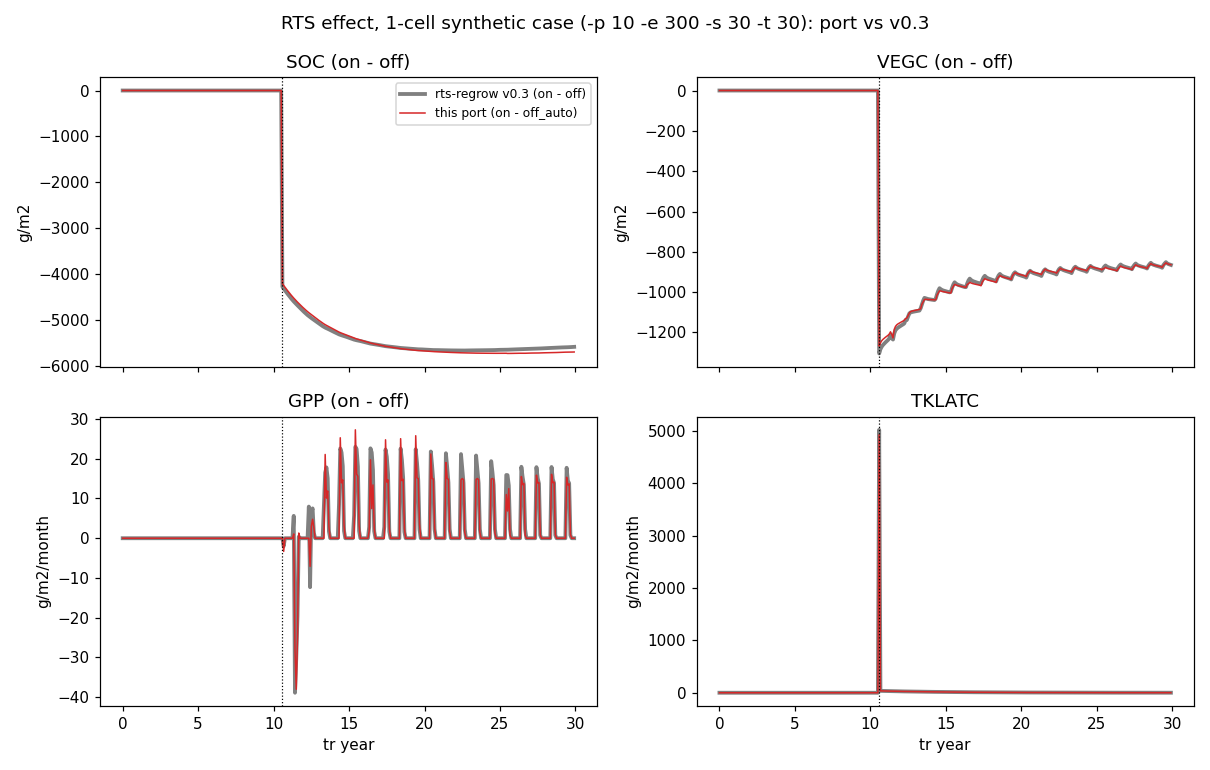 RTS effect, 1-cell synthetic case (-p 10 -e 300 -s 30 -t 30): port vs v0.3
SOC (on - off)
VEGC (on - off)
g/m2
0
−1000
−2000
−3000
−4000
−5000
−6000
rts-regrow v0.3 (on - off)
this port (on - off_auto)
g/m2
0
−200
−400
−600
−800
−1000
−1200
GPP (on - off)
TKLATC
g/m2/month
30
20
10
0
−10
−20
−30
−40
0 5 10 15 20 25 30
tr year
g/m2/month
5000
4000
3000
2000
1000
0
0 5 10 15 20 25 30
tr year